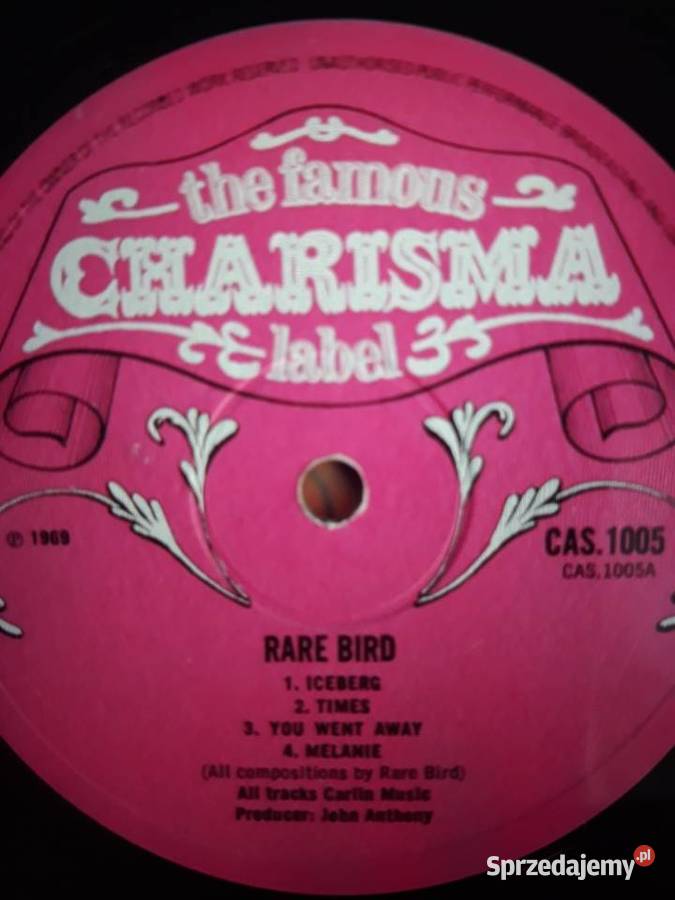 the famous
CHARISMA
label
℗ 1969
CAS.1005
CAS.1005A
RARE BIRD
1. ICEBERG
2. TIMES
3. YOU WENT AWAY
4. MELANIE
(All compositions by Rare Bird)
All tracks Carlin Music
Producer: John Anthony
Sprzedajemy.pl